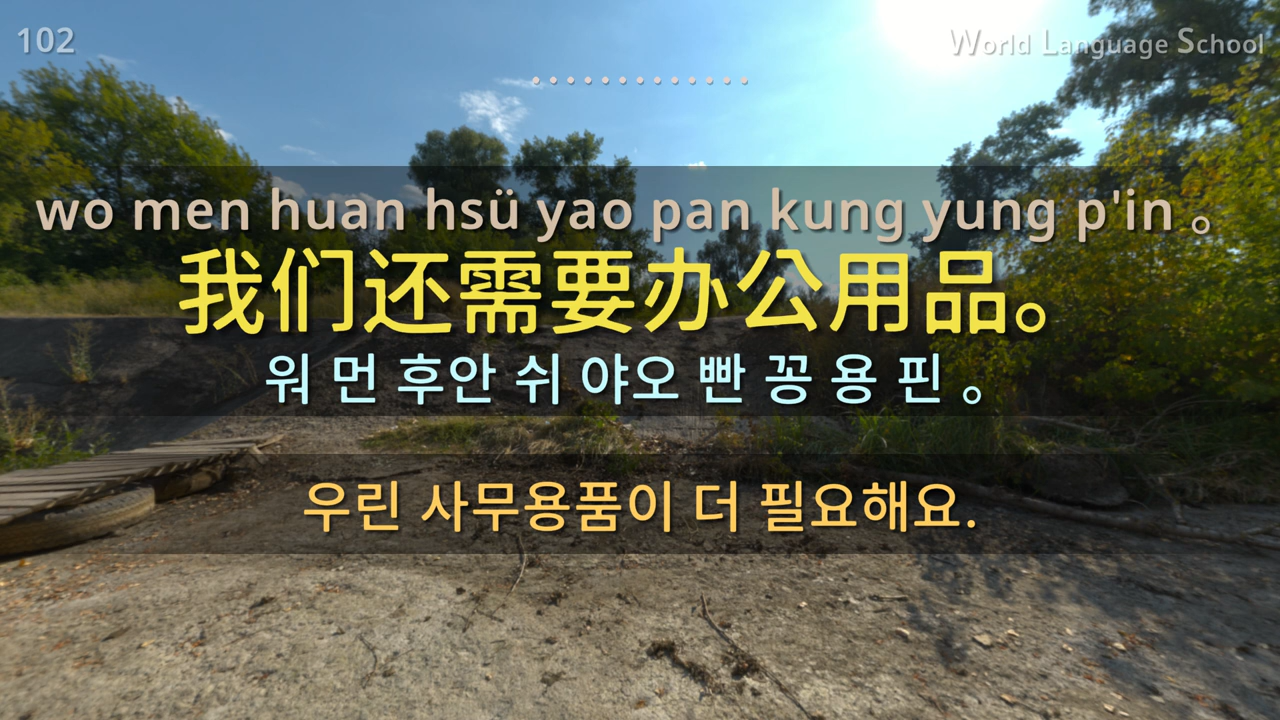 102
World Language School
wo men huan hsü yao pan kung yung p'in 。
我们还需要办公用品。
워 먼 후안 쉬 야오 빤 꽁 용 핀 。
우린 사무용품이 더 필요해요.